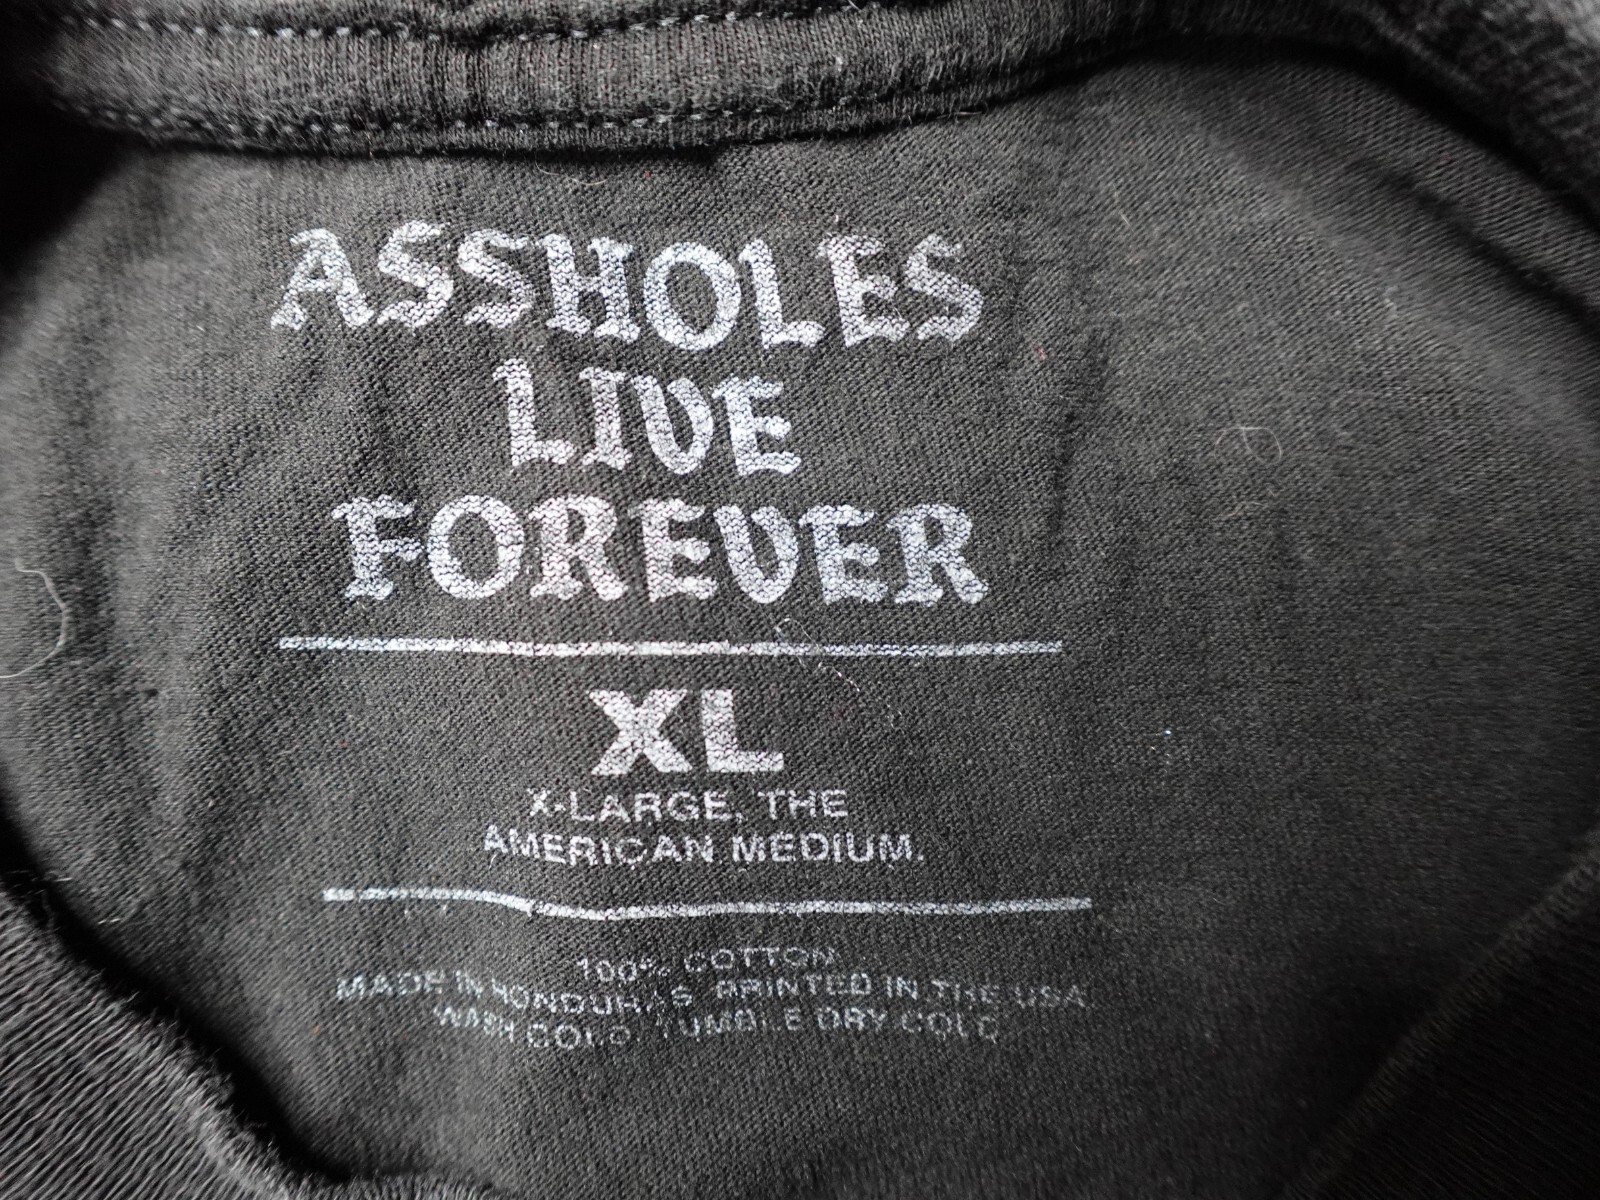 ASSHOLES
LIVE
FOREVER
XL
X-LARGE, THE
AMERICAN MEDIUM.
100% COTTON
MADE IN HONDURAS PRINTED IN THE USA
WASH COLD. TUMBLE DRY COLD